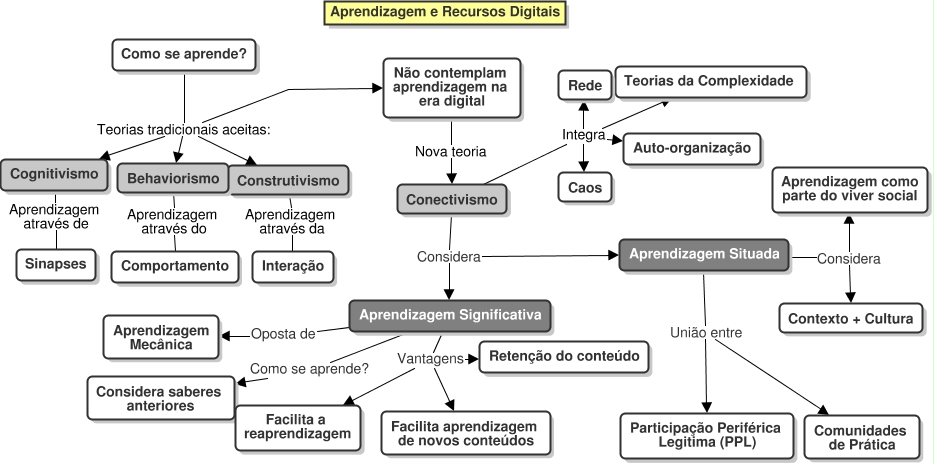 Aprendizagem e Recursos Digitais
Como se aprende?
Não contemplam
aprendizagem na
era digital
Rede
Teorias da Complexidade
Teorias tradicionais aceitas:
Integra
Nova teoria
Auto-organização
Cognitivismo
Behaviorismo
Construtivismo
Conectivismo
Caos
Aprendizagem como
parte do viver social
Aprendizagem
através de
Aprendizagem
através do
Aprendizagem
através da
Sinapses
Comportamento
Interação
Considera
Aprendizagem Situada
Considera
Aprendizagem Significativa
Contexto + Cultura
Aprendizagem
Mecânica
Oposta de
União entre
Como se aprende?
Vantagens
Retenção do conteúdo
Considera saberes
anteriores
Facilita a
reaprendizagem
Facilita aprendizagem
de novos conteúdos
Participação Periférica
Legitima (PPL)
Comunidades
de Prática